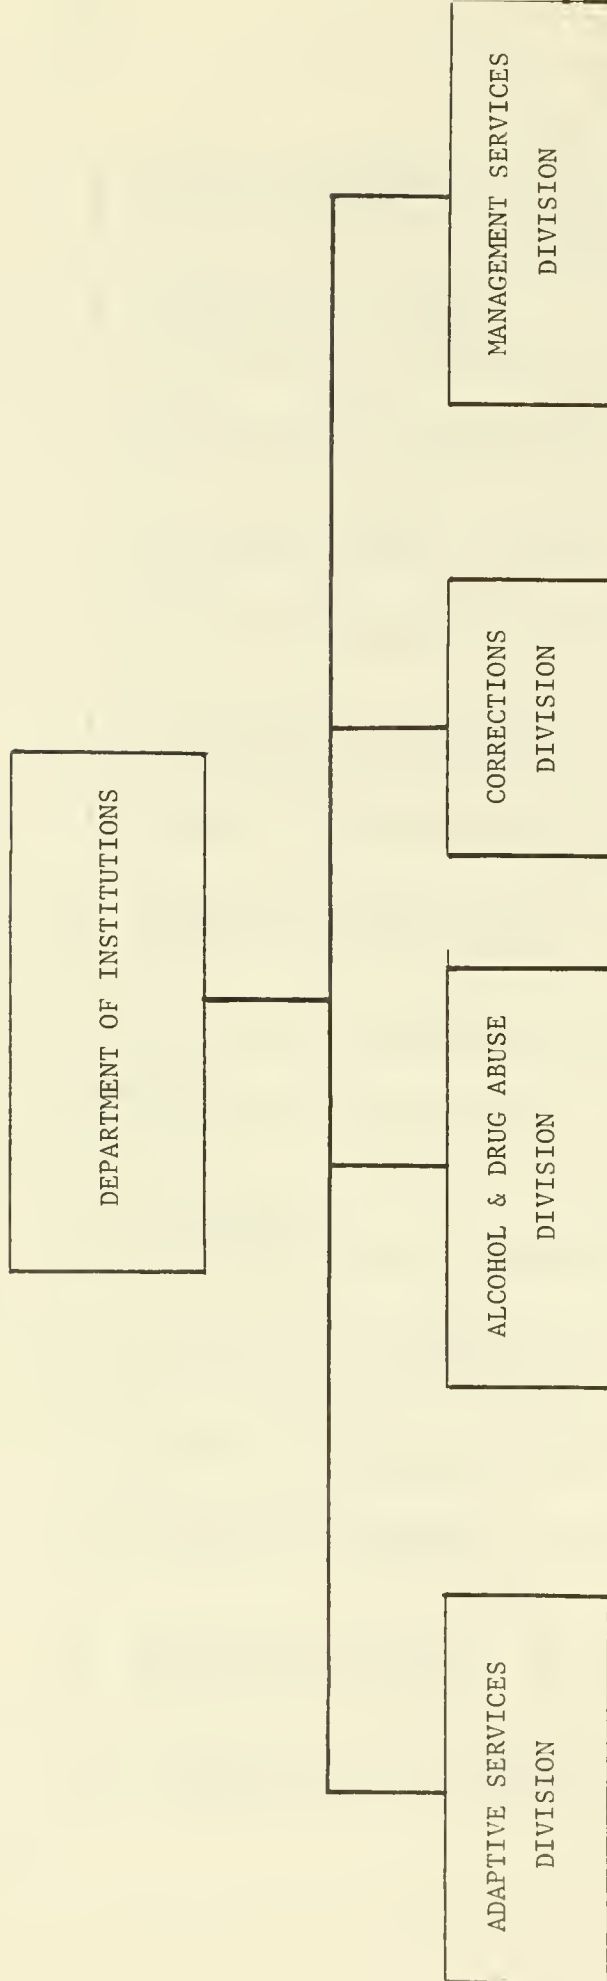 DEPARTMENT OF INSTITUTIONS
ADAPTIVE SERVICES
DIVISION
ALCOHOL & DRUG ABUSE
DIVISION
CORRECTIONS
DIVISION
MANAGEMENT SERVICES
DIVISION